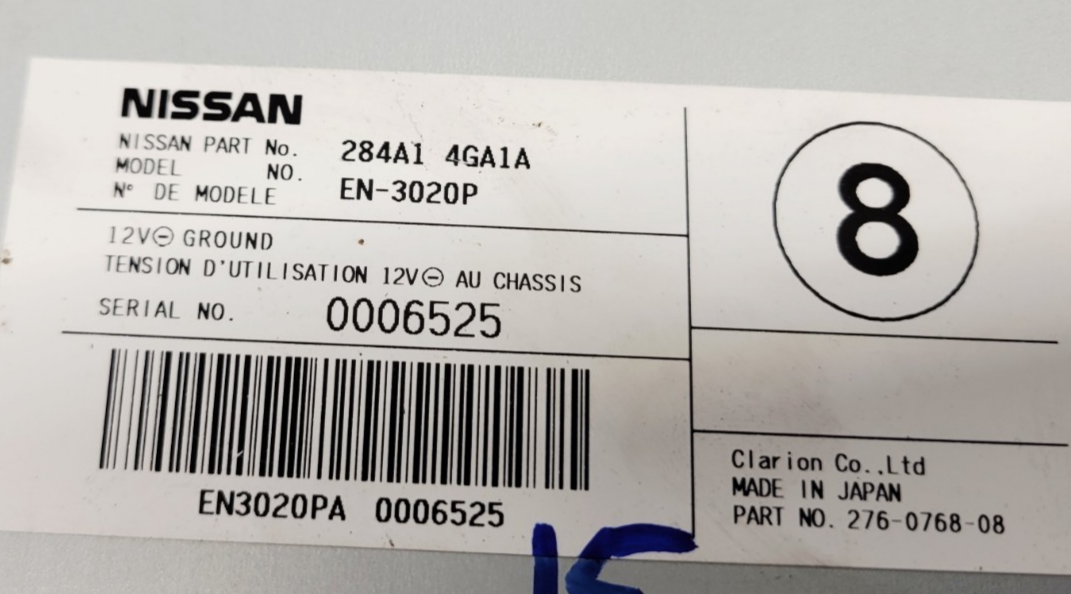 NISSAN
NISSAN PART No. 284A1 4GA1A
MODEL NO. EN-3020P
N° DE MODELE
12V⊖ GROUND
TENSION D'UTILISATION 12V⊖ AU CHASSIS
SERIAL NO. 0006525
EN3020PA 0006525
8
Clarion Co.,Ltd
MADE IN JAPAN
PART NO. 276-0768-08